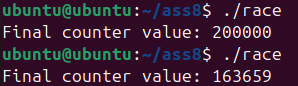 ubuntu@ubuntu:~/ass8$ ./race
Final counter value: 200000
ubuntu@ubuntu:~/ass8$ ./race
Final counter value: 163659